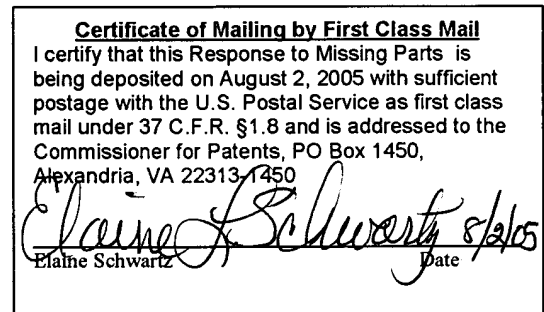 Certificate of Mailing by First Class Mail
I certify that this Response to Missing Parts is
being deposited on August 2, 2005 with sufficient
postage with the U.S. Postal Service as first class
mail under 37 C.F.R. §1.8 and is addressed to the
Commissioner for Patents, PO Box 1450,
Alexandria, VA 22313-1450
Elaine L Schwartz 8/2/05
Elaine Schwartz Date